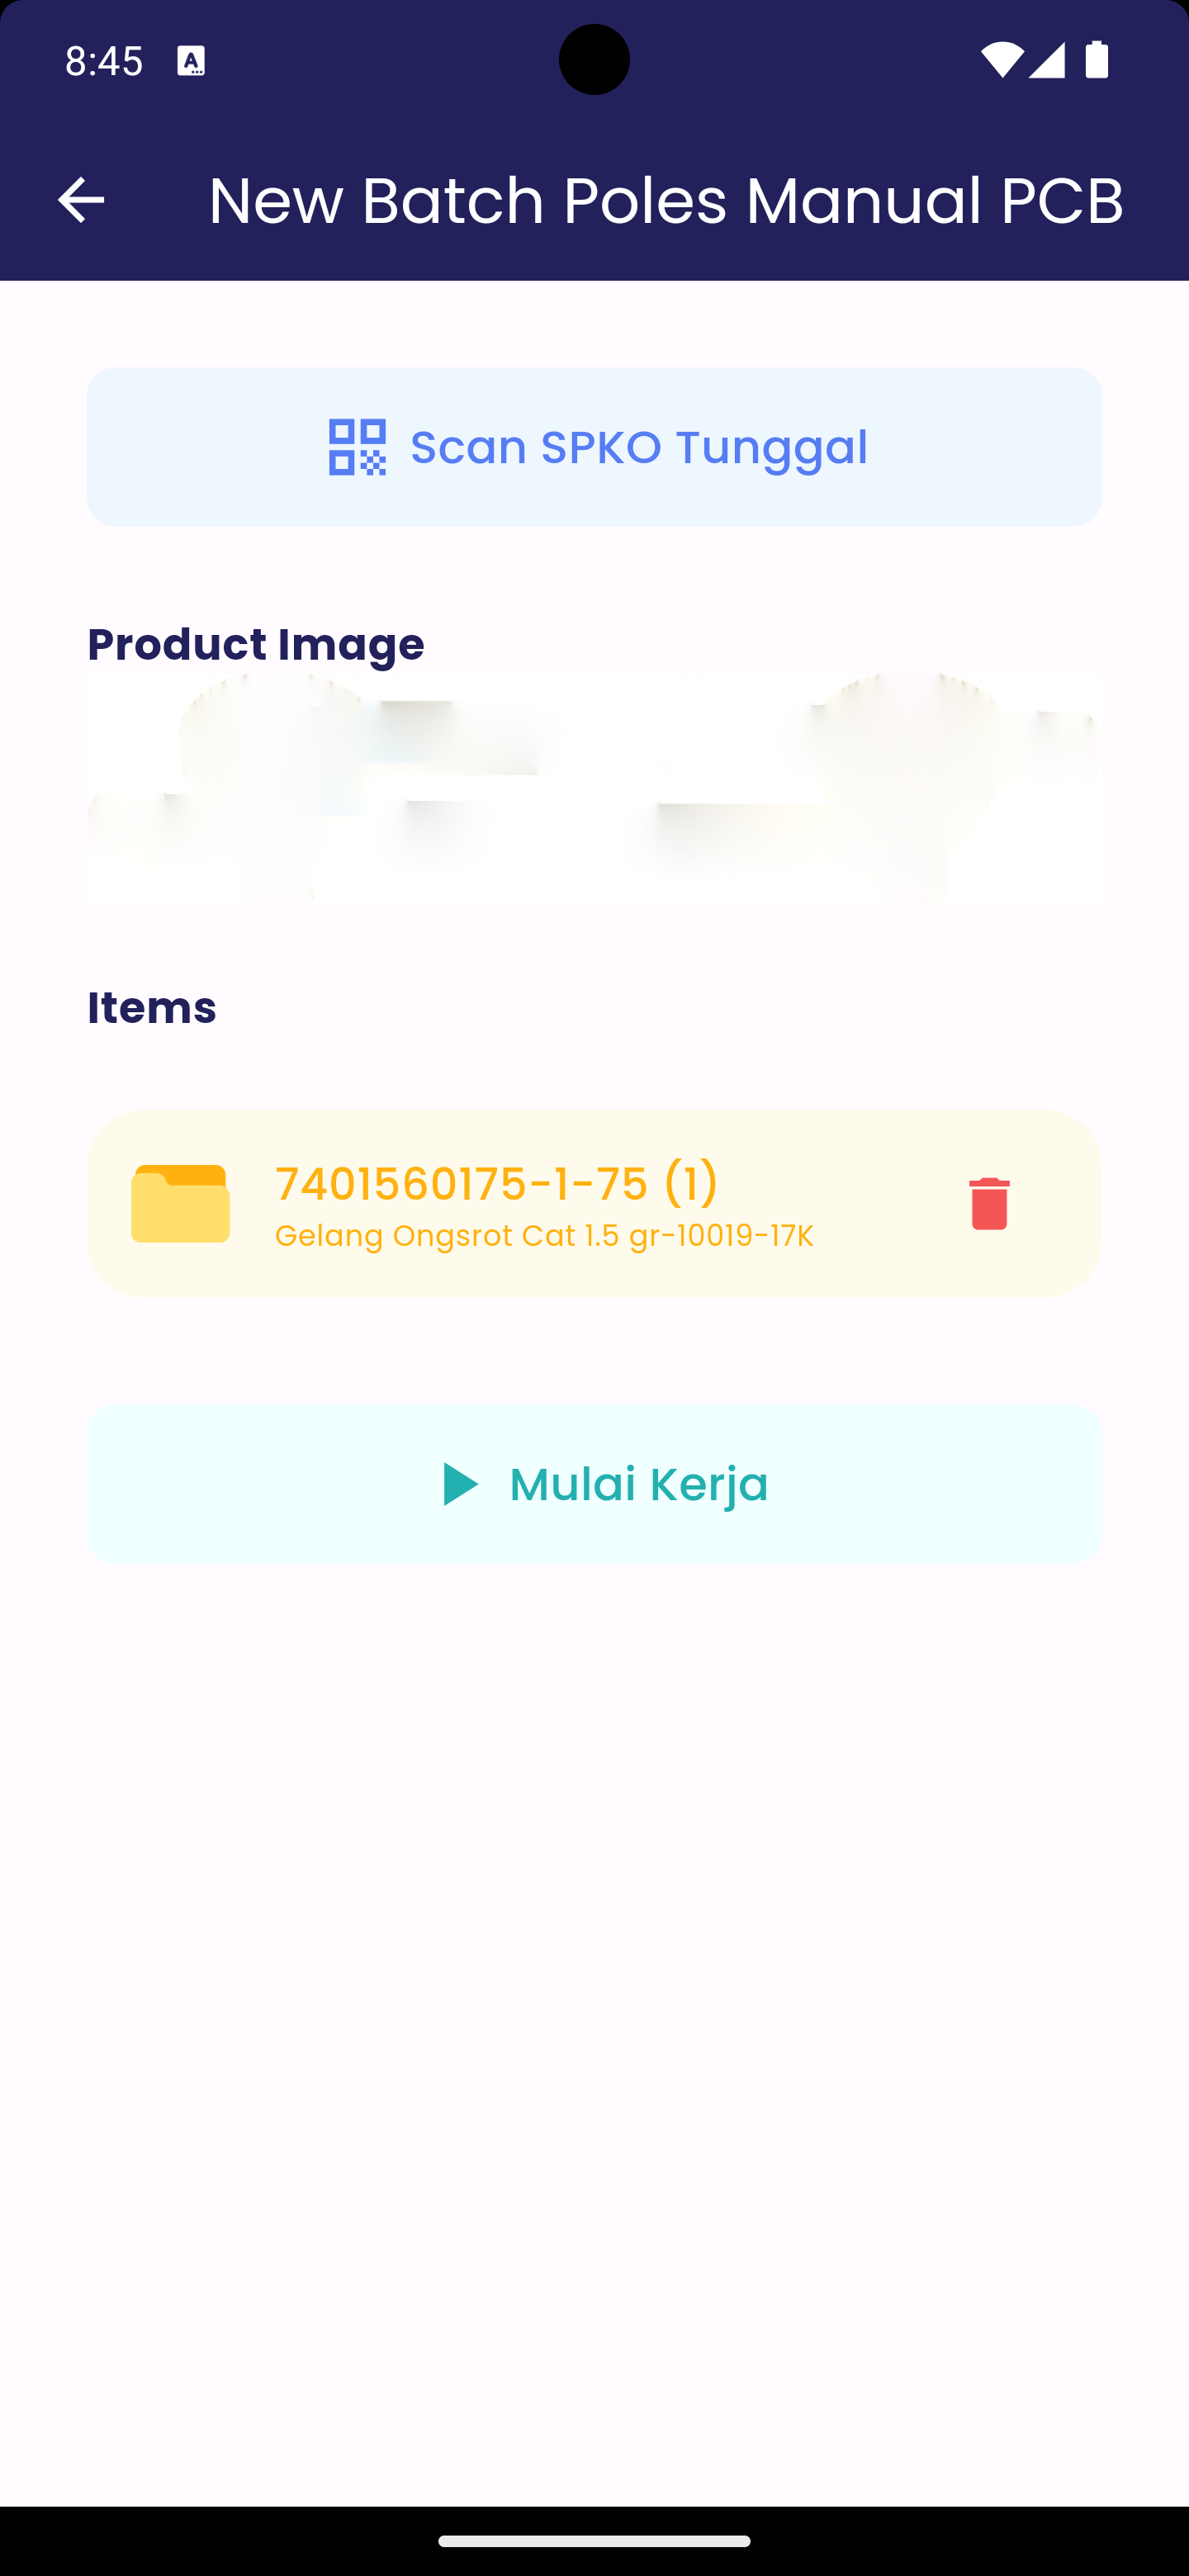 8:45
New Batch Poles Manual PCB
Scan SPKO Tunggal
Product Image
Items
7401560175-1-75 (1)
Gelang Ongsrot Cat 1.5 gr-10019-17K
Mulai Kerja